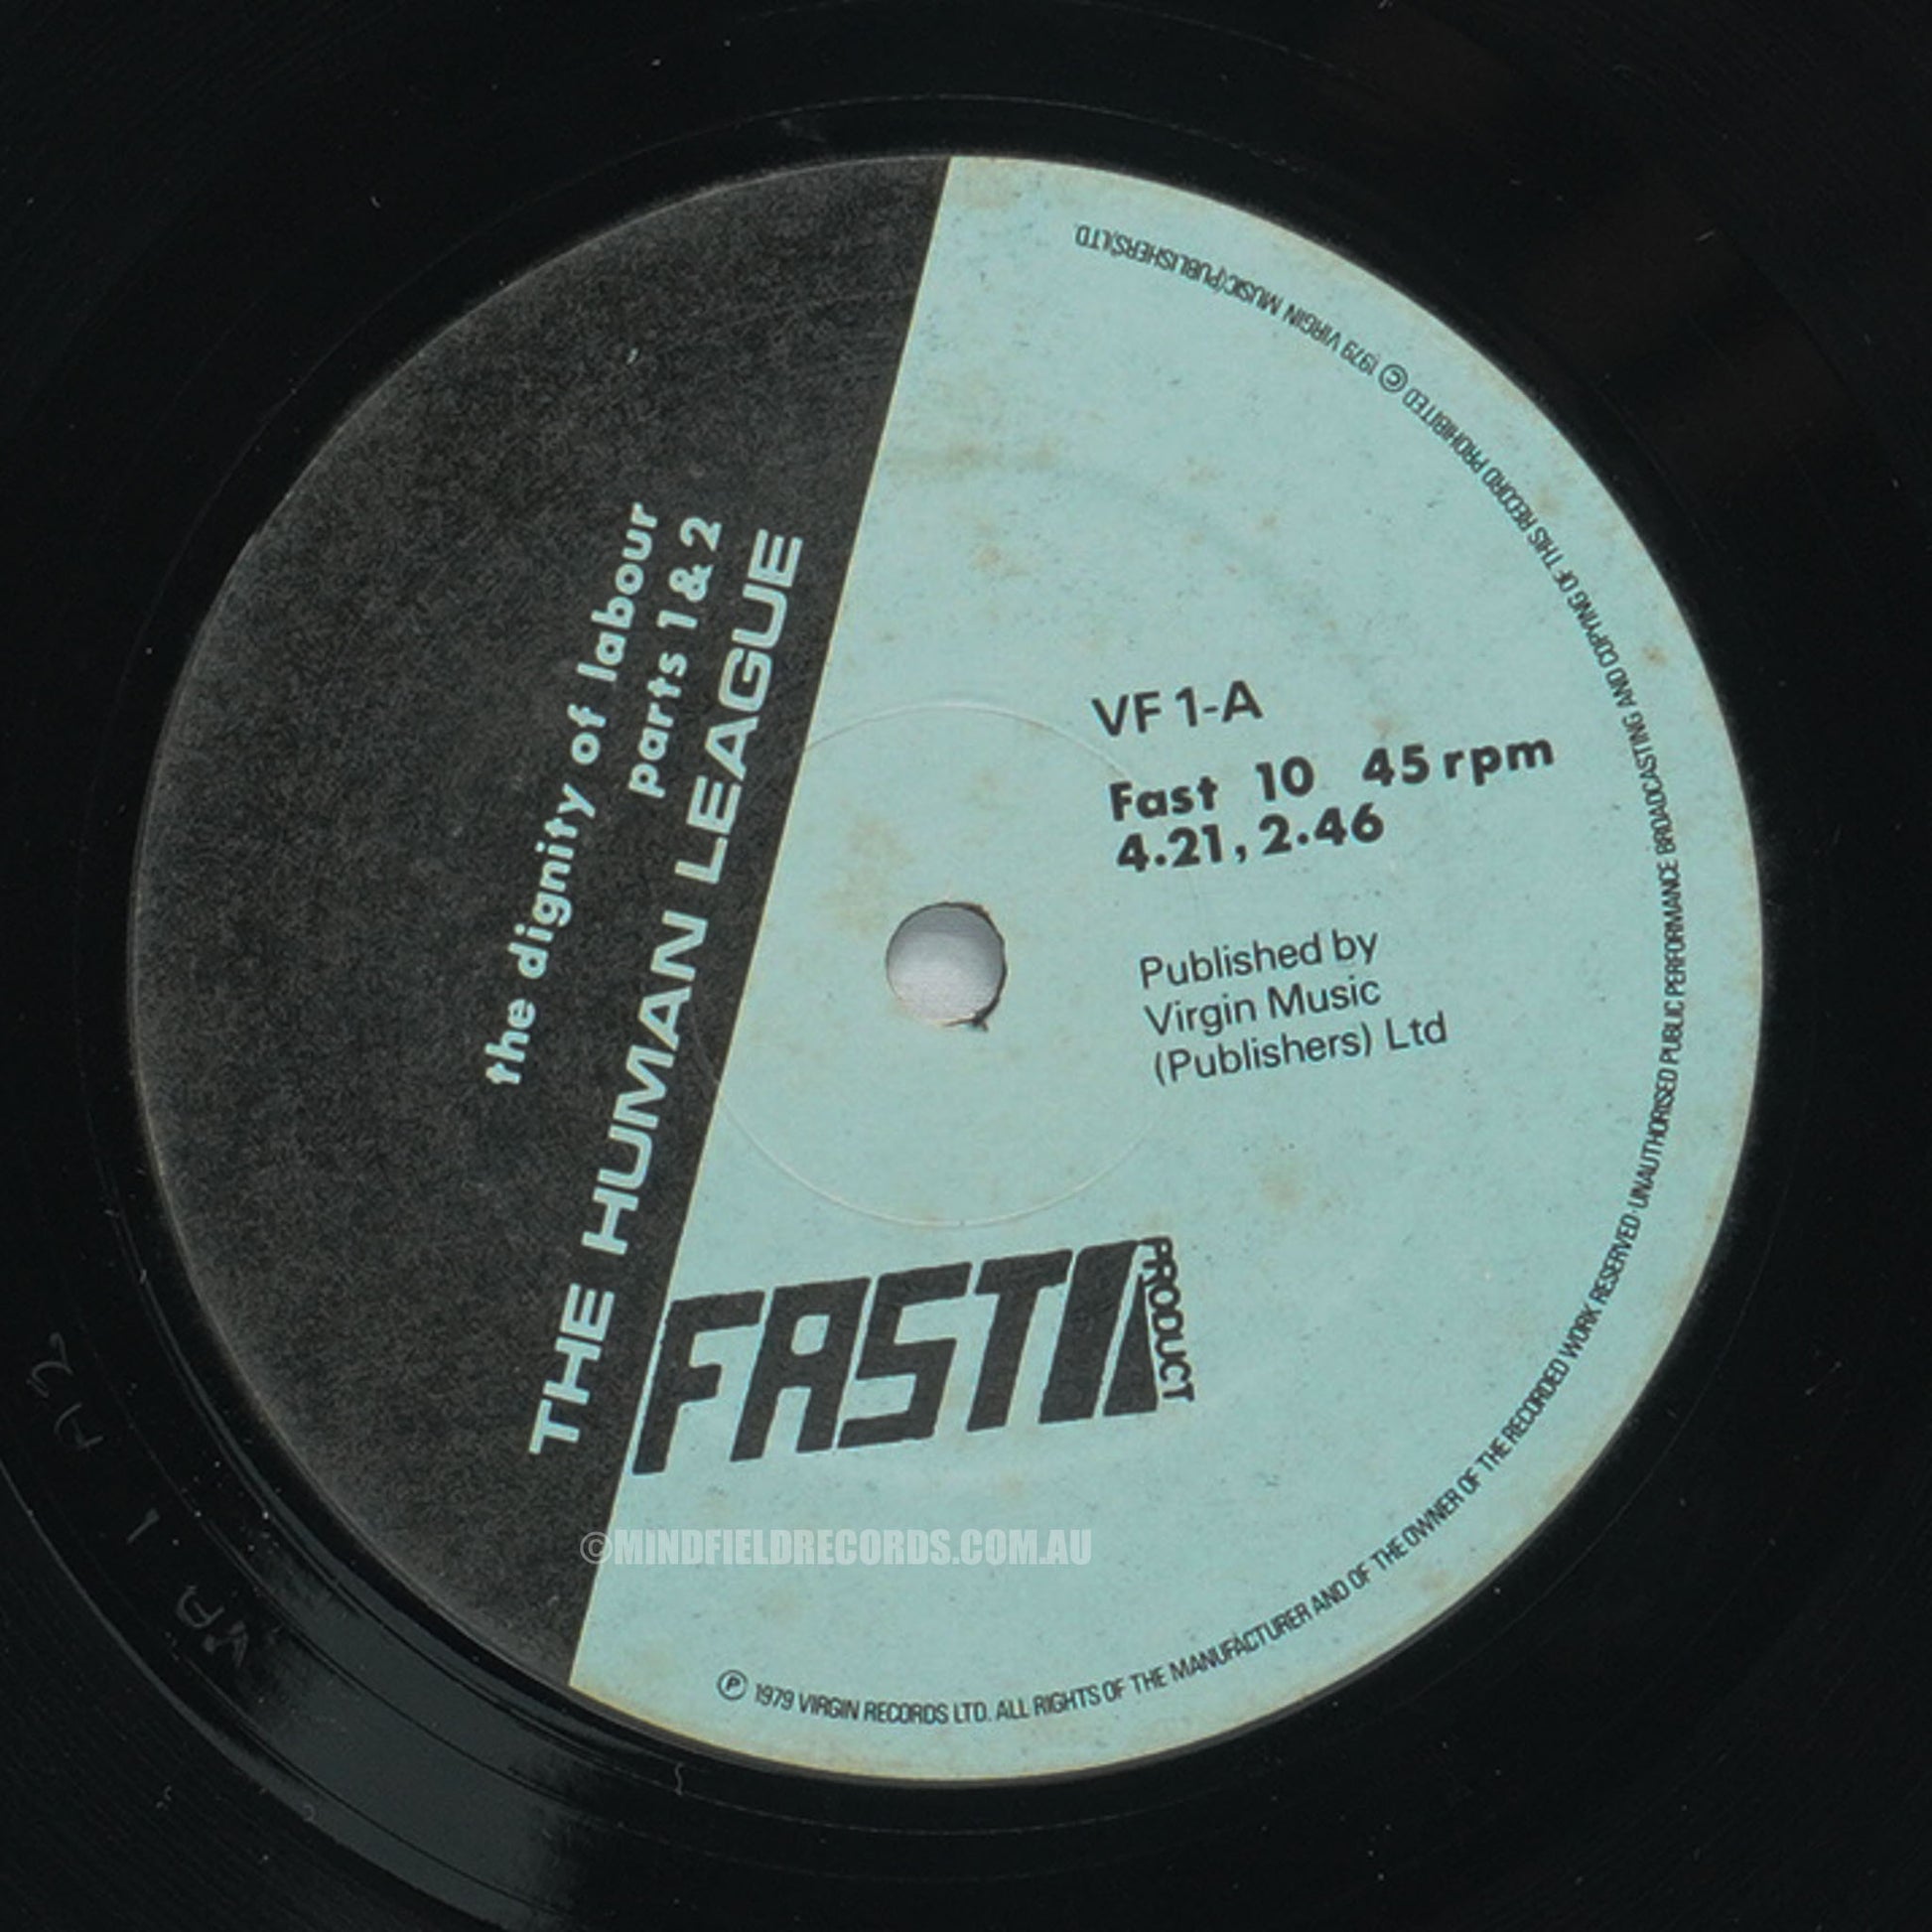 the dignity of labour
parts 1 & 2
THE HUMAN LEAGUE
VF 1-A
Fast 10 45 rpm
4.21, 2.46
Published by
Virgin Music
(Publishers) Ltd
FAST PRODUCT
℗ 1979 VIRGIN RECORDS LTD. ALL RIGHTS OF THE MANUFACTURER AND OF THE OWNER OF THE RECORDED WORK RESERVED. UNAUTHORISED PUBLIC PERFORMANCE BROADCASTING AND COPYING OF THIS RECORD PROHIBITED © 1979 VIRGIN MUSIC (PUBLISHERS) LTD.
©MINDFIELDRECORDS.COM.AU